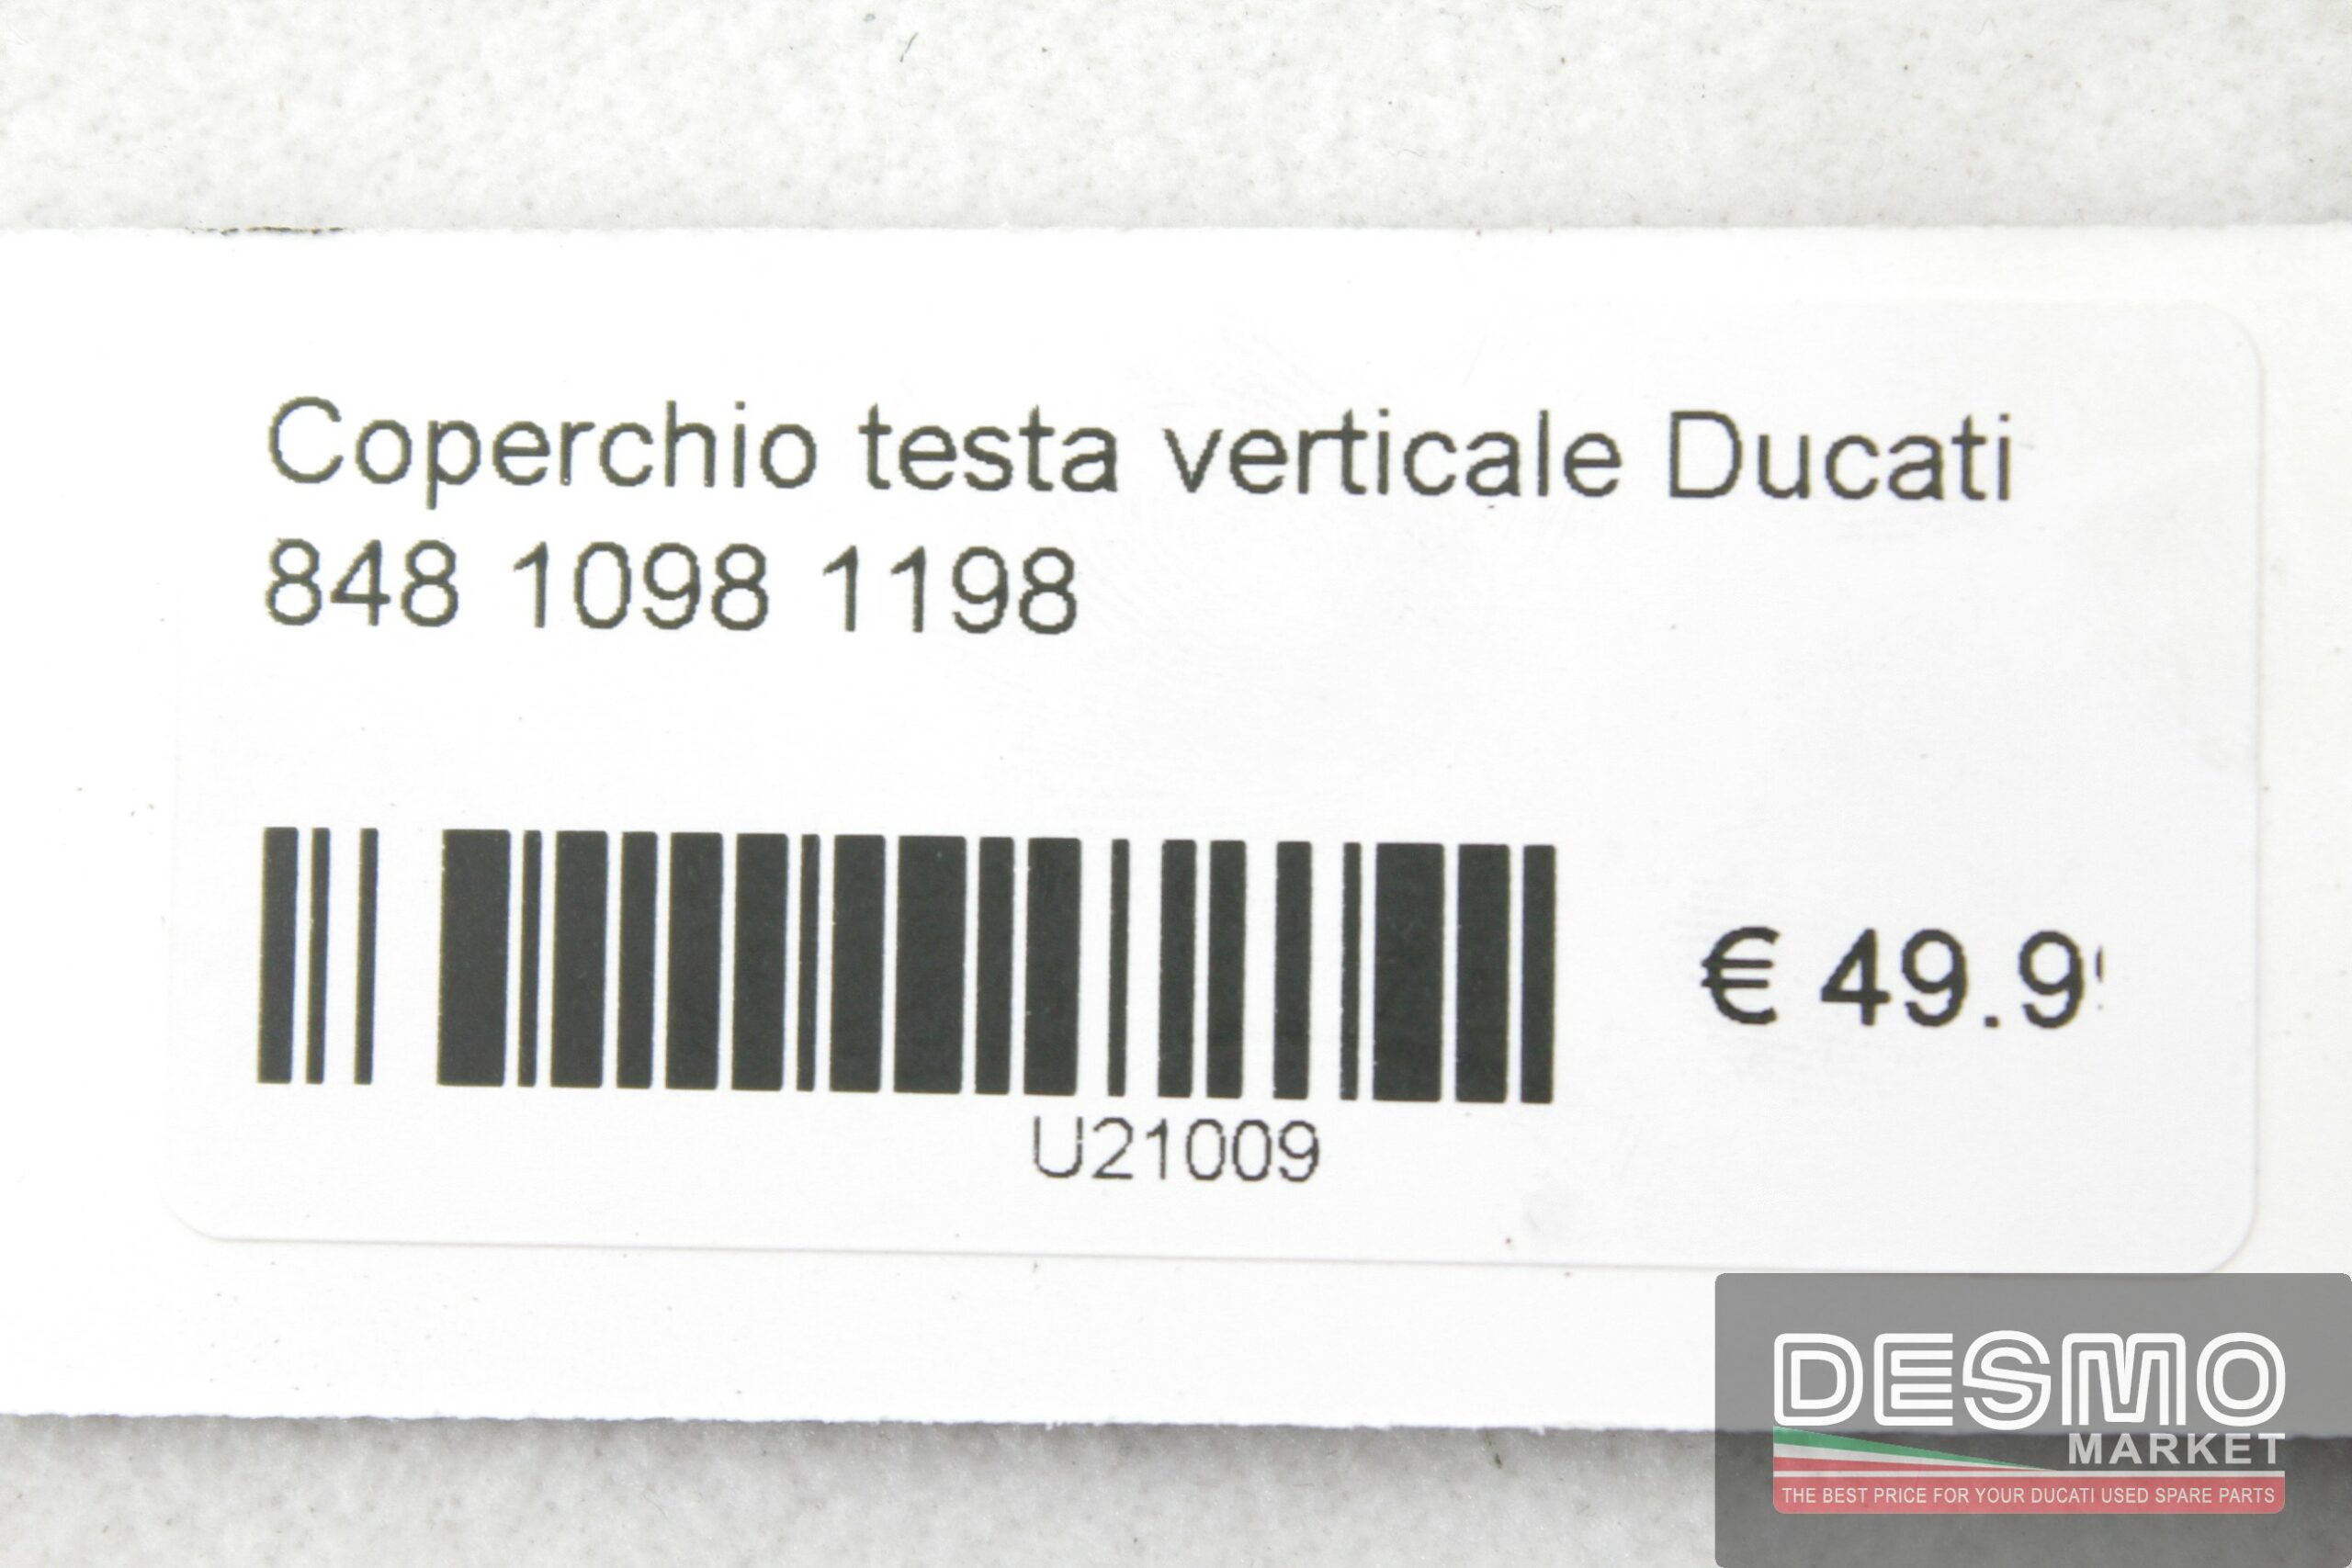 Coperchio testa verticale Ducati
848 1098 1198
€ 49.9
U21009
DESMO
MARKET
THE BEST PRICE FOR YOUR DUCATI USED SPARE PARTS